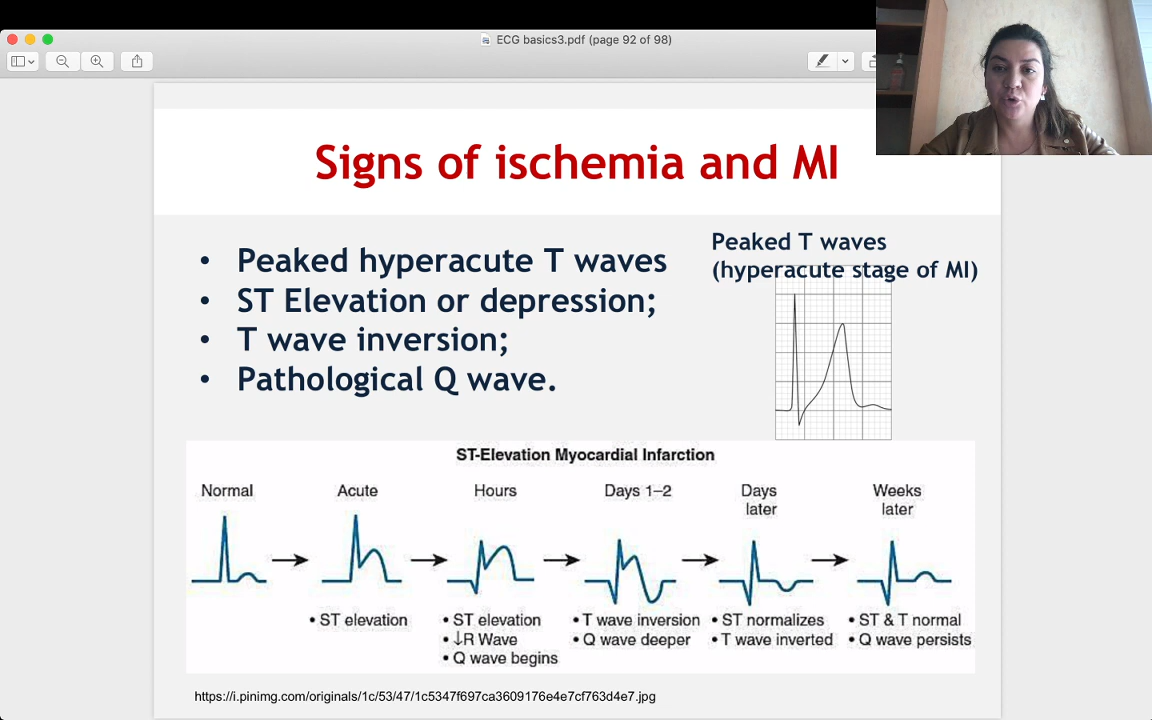 ECG basics3.pdf (page 92 of 98)
Signs of ischemia and MI
• Peaked hyperacute T waves
• ST Elevation or depression;
• T wave inversion;
• Pathological Q wave.
Peaked T waves
(hyperacute stage of MI)
ST-Elevation Myocardial Infarction
Normal
Acute
Hours
Days 1–2
Days
later
Weeks
later
• ST elevation
• ST elevation
• ↓R Wave
• Q wave begins
• T wave inversion
• Q wave deeper
• ST normalizes
• T wave inverted
• ST & T normal
• Q wave persists
https://i.pinimg.com/originals/1c/53/47/1c5347f697ca3609176e4e7cf763d4e7.jpg